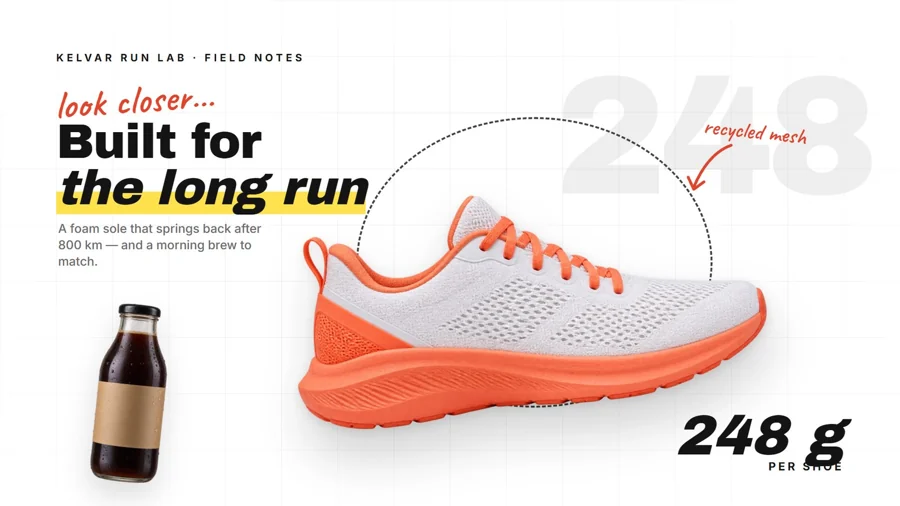 KELVAR RUN LAB · FIELD NOTES
look closer...
Built for
the long run
A foam sole that springs back after
800 km — and a morning brew to
match.
248
recycled mesh
248 g
PER SHOE